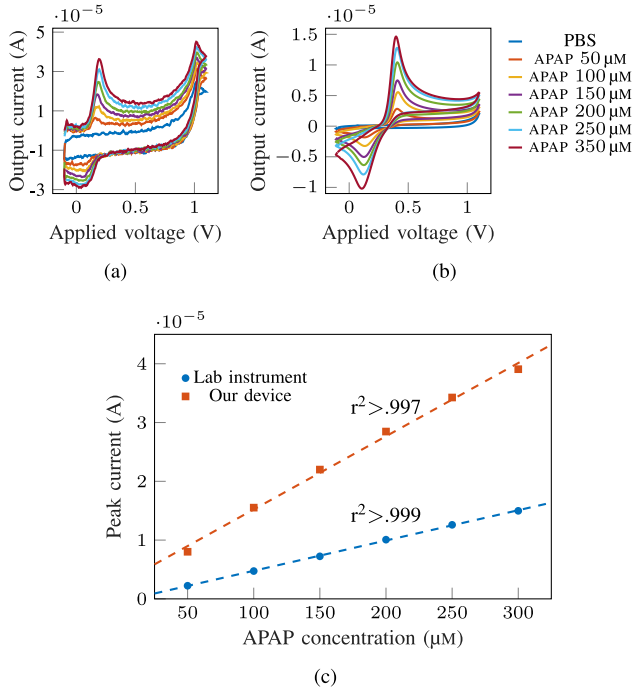 ·10⁻⁵
5
3
1
−1
-3
0
0.5
1
Output current (A)
Applied voltage (V)
(a)
·10⁻⁵
1.5
1
0.5
0
−0.5
−1
0
0.5
1
Output current (A)
Applied voltage (V)
(b)
PBS
APAP 50 µM
APAP 100 µM
APAP 150 µM
APAP 200 µM
APAP 250 µM
APAP 350 µM
·10⁻⁵
4
3
2
1
0
50
100
150
200
250
300
Peak current (A)
APAP concentration (µM)
Lab instrument
Our device
r²>.997
r²>.999
(c)